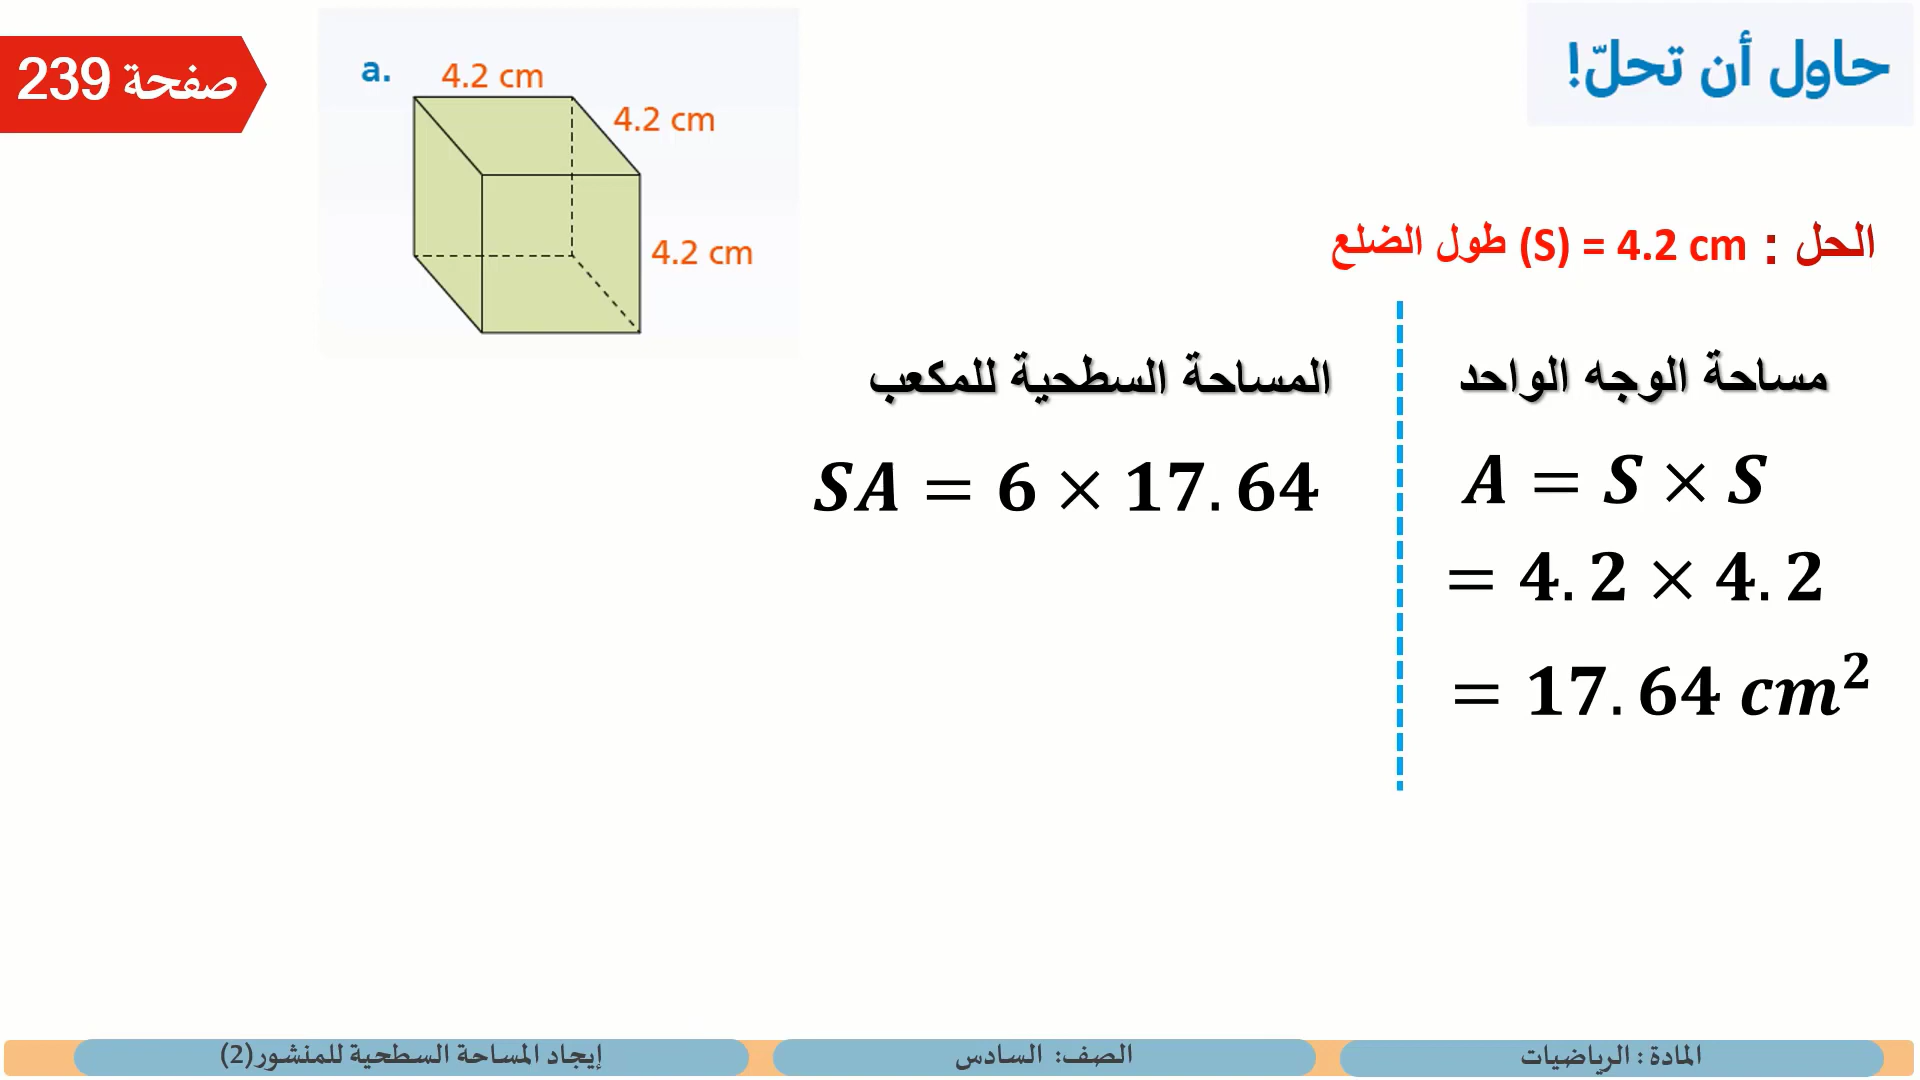 حاول أن تحلّ!
صفحة 239
a.
4.2 cm
4.2 cm
4.2 cm
الحل : طول الضلع (S) = 4.2 cm
مساحة الوجه الواحد
A = S × S
= 4.2 × 4.2
= 17.64 cm²
المساحة السطحية للمكعب
SA = 6 × 17.64
المادة : الرياضيات
الصف: السادس
إيجاد المساحة السطحية للمنشور(2)